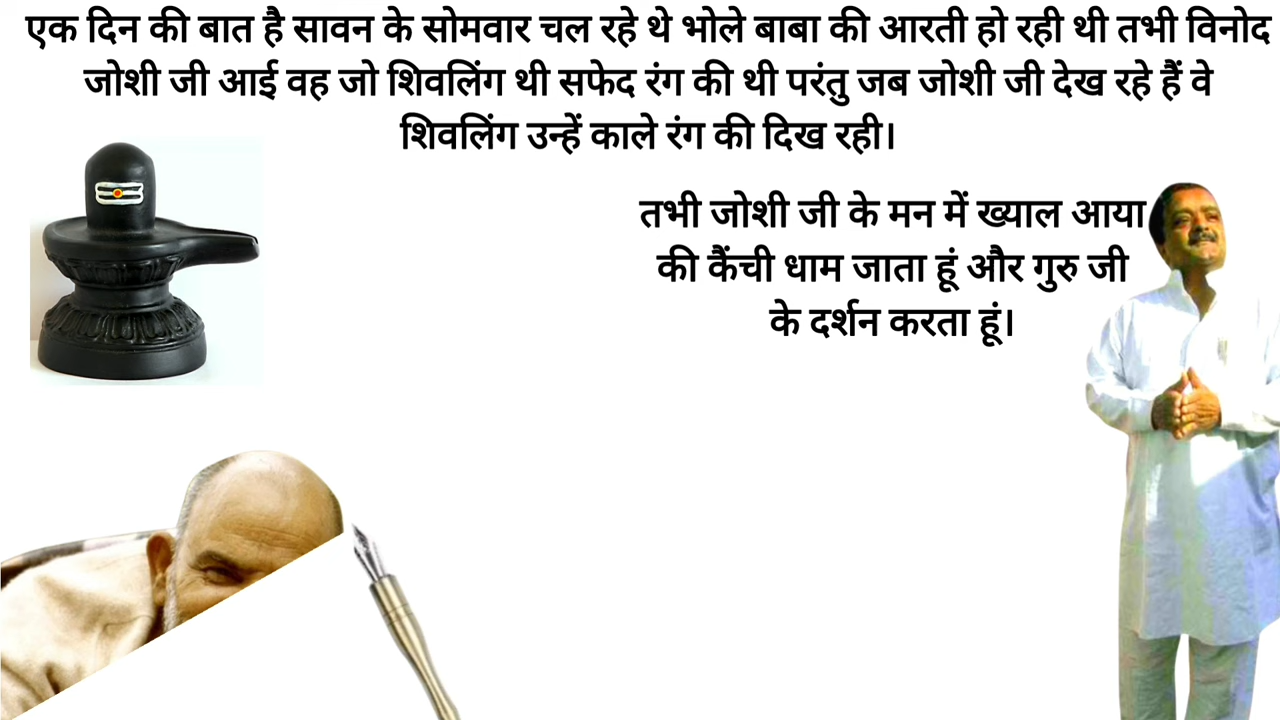 एक दिन की बात है सावन के सोमवार चल रहे थे भोले बाबा की आरती हो रही थी तभी विनोद
जोशी जी आई वह जो शिवलिंग थी सफेद रंग की थी परंतु जब जोशी जी देख रहे हैं वे
शिवलिंग उन्हें काले रंग की दिख रही।
तभी जोशी जी के मन में ख्याल आया
की कैंची धाम जाता हूं और गुरु जी
के दर्शन करता हूं।